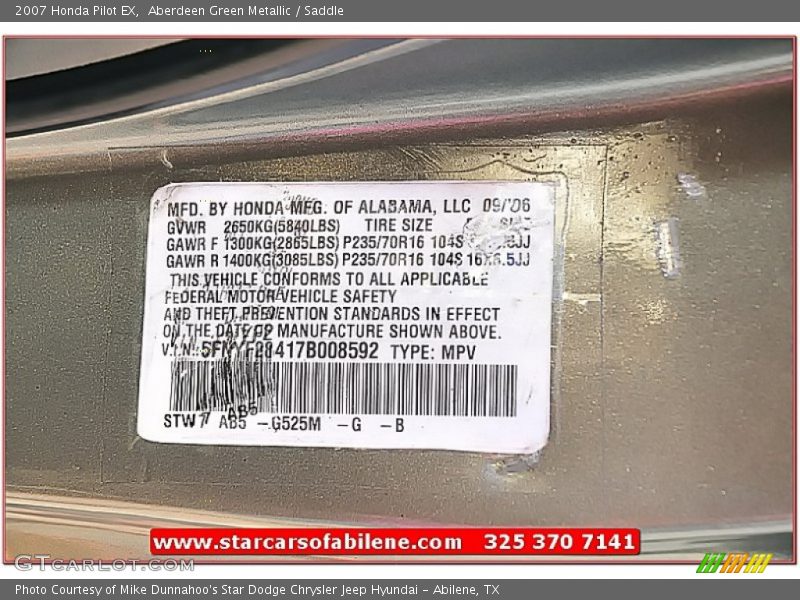 2007 Honda Pilot EX, Aberdeen Green Metallic / Saddle
MFD. BY HONDA MFG. OF ALABAMA, LLC 09/'06
GVWR 2650KG(5840LBS) TIRE SIZE
GAWR F 1300KG(2865LBS) P235/70R16 104S
GAWR R 1400KG(3085LBS) P235/70R16 104S 16X6.5JJ
THIS VEHICLE CONFORMS TO ALL APPLICABLE
FEDERAL MOTOR VEHICLE SAFETY
AND THEFT PREVENTION STANDARDS IN EFFECT
ON THE DATE OF MANUFACTURE SHOWN ABOVE.
V.I.N.: TYPE: MPV
STW7 AB5 -G525M -G -B
www.starcarsofabilene.com 325 370 7141
GTCARLOT.COM
Photo Courtesy of Mike Dunnahoo's Star Dodge Chrysler Jeep Hyundai - Abilene, TX